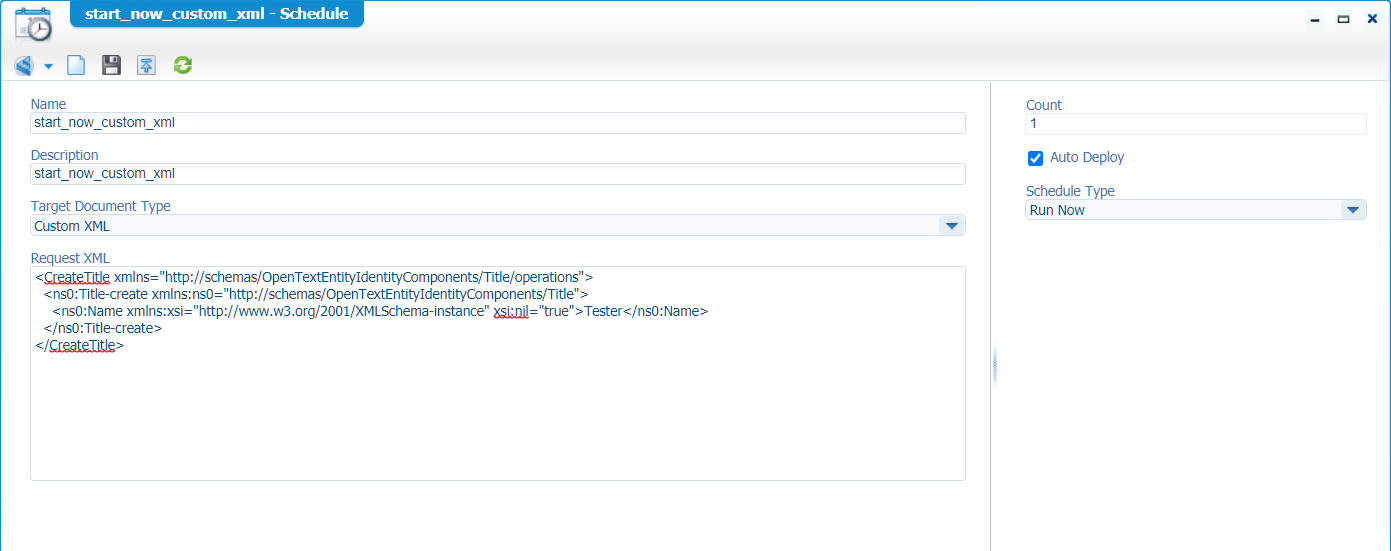 start_now_custom_xml - Schedule
Name
start_now_custom_xml
Description
start_now_custom_xml
Target Document Type
Custom XML
Request XML
<CreateTitle xmlns="http://schemas/OpenTextEntityIdentityComponents/Title/operations">
<ns0:Title-create xmlns:ns0="http://schemas/OpenTextEntityIdentityComponents/Title">
<ns0:Name xmlns:xsi="http://www.w3.org/2001/XMLSchema-instance" xsi:nil="true">Tester</ns0:Name>
</ns0:Title-create>
</CreateTitle>
Count
1
Auto Deploy
Schedule Type
Run Now